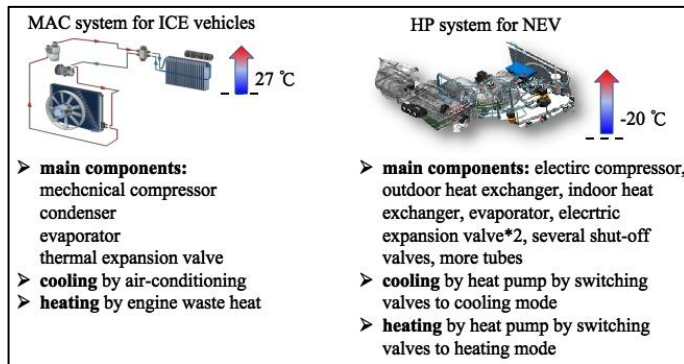 MAC system for ICE vehicles
27 ℃
➢ main components:
mechcnical compressor
condenser
evaporator
thermal expansion valve
➢ cooling by air-conditioning
➢ heating by engine waste heat
HP system for NEV
-20 ℃
➢ main components: electirc compressor,
outdoor heat exchanger, indoor heat
exchanger, evaporator, elecrtric
expansion valve*2, several shut-off
valves, more tubes
➢ cooling by heat pump by switching
valves to cooling mode
➢ heating by heat pump by switching
valves to heating mode